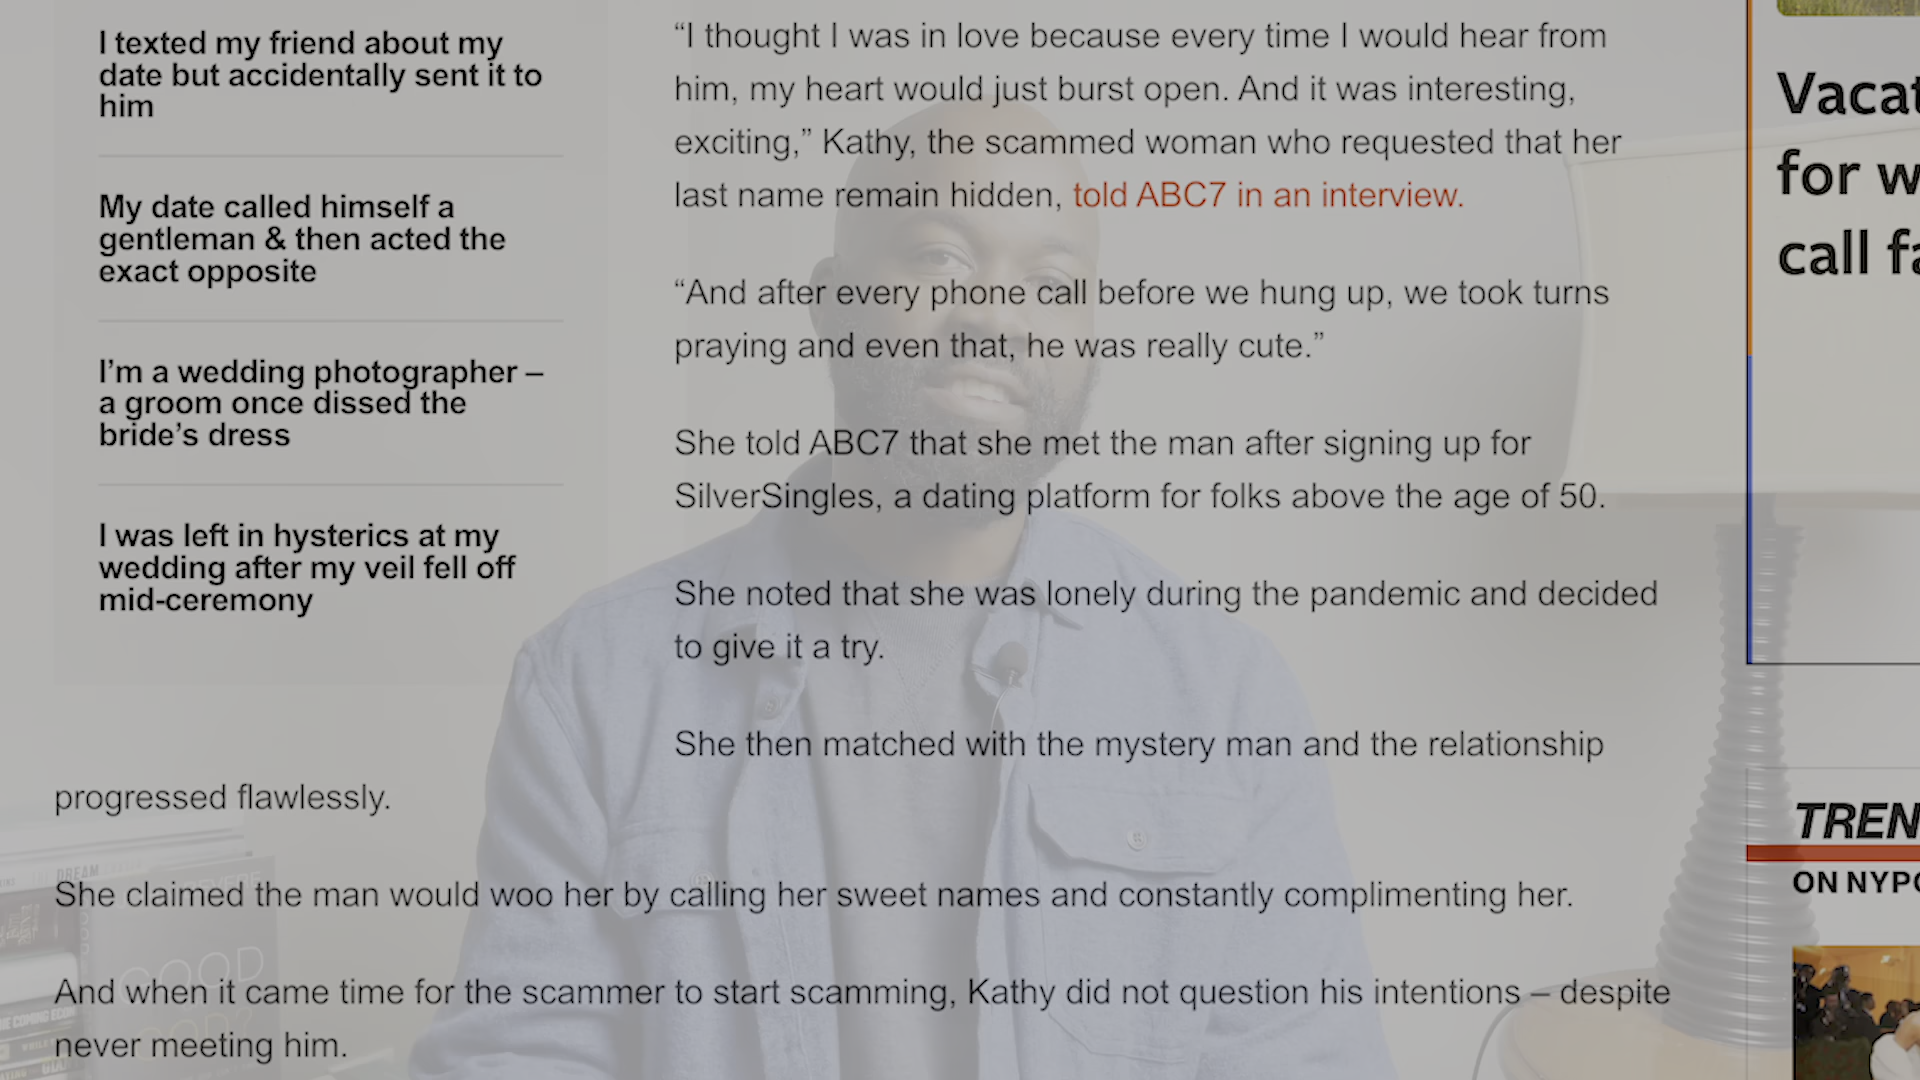 I texted my friend about my
date but accidentally sent it to
him
My date called himself a
gentleman & then acted the
exact opposite
I’m a wedding photographer –
a groom once dissed the
bride’s dress
I was left in hysterics at my
wedding after my veil fell off
mid-ceremony
“I thought I was in love because every time I would hear from
him, my heart would just burst open. And it was interesting,
exciting,” Kathy, the scammed woman who requested that her
last name remain hidden, told ABC7 in an interview.
“And after every phone call before we hung up, we took turns
praying and even that, he was really cute.”
She told ABC7 that she met the man after signing up for
SilverSingles, a dating platform for folks above the age of 50.
She noted that she was lonely during the pandemic and decided
to give it a try.
She then matched with the mystery man and the relationship
progressed flawlessly.
She claimed the man would woo her by calling her sweet names and constantly complimenting her.
And when it came time for the scammer to start scamming, Kathy did not question his intentions – despite
never meeting him.
Vacat
for w
call fa
TREN
ON NYPO
DREAM
GOOD
GOD?
THE COMING ECON